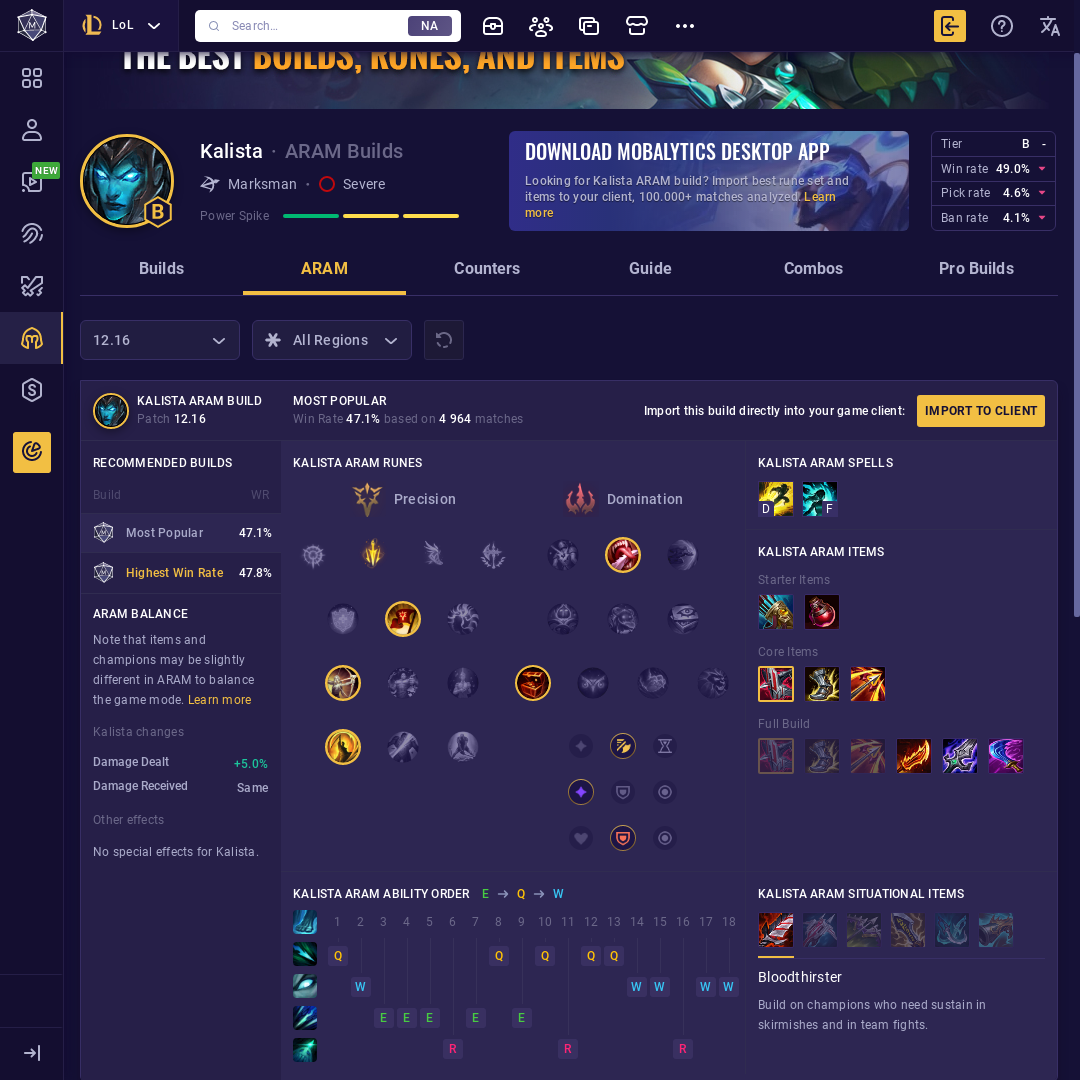 LoL
Search...
NA
THE BEST BUILDS, RUNES, AND ITEMS
NEW
Kalista · ARAM Builds
Marksman · Severe
Power Spike
B
DOWNLOAD MOBALYTICS DESKTOP APP
Looking for Kalista ARAM build? Import best rune set and
items to your client, 100.000+ matches analyzed. Learn
more
Tier B -
Win rate 49.0%
Pick rate 4.6%
Ban rate 4.1%
Builds
ARAM
Counters
Guide
Combos
Pro Builds
12.16
All Regions
KALISTA ARAM BUILD
Patch 12.16
MOST POPULAR
Win Rate 47.1% based on 4 964 matches
Import this build directly into your game client:
IMPORT TO CLIENT
RECOMMENDED BUILDS
Build WR
Most Popular 47.1%
Highest Win Rate 47.8%
ARAM BALANCE
Note that items and
champions may be slightly
different in ARAM to balance
the game mode. Learn more
Kalista changes
Damage Dealt +5.0%
Damage Received Same
Other effects
No special effects for Kalista.
KALISTA ARAM RUNES
Precision
Domination
KALISTA ARAM SPELLS
D
F
KALISTA ARAM ITEMS
Starter Items
Core Items
Full Build
KALISTA ARAM ABILITY ORDER E → Q → W
1 2 3 4 5 6 7 8 9 10 11 12 13 14 15 16 17 18
Q Q Q Q Q
W W W W W
E E E E E
R R R
KALISTA ARAM SITUATIONAL ITEMS
Bloodthirster
Build on champions who need sustain in
skirmishes and in team fights.